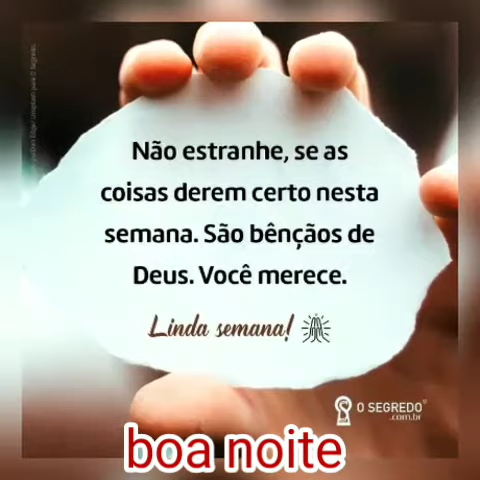 Não estranhe, se as
coisas derem certo nesta
semana. São bênçãos de
Deus. Você merece.
Linda semana!
O SEGREDO®
.com.br
boa noite